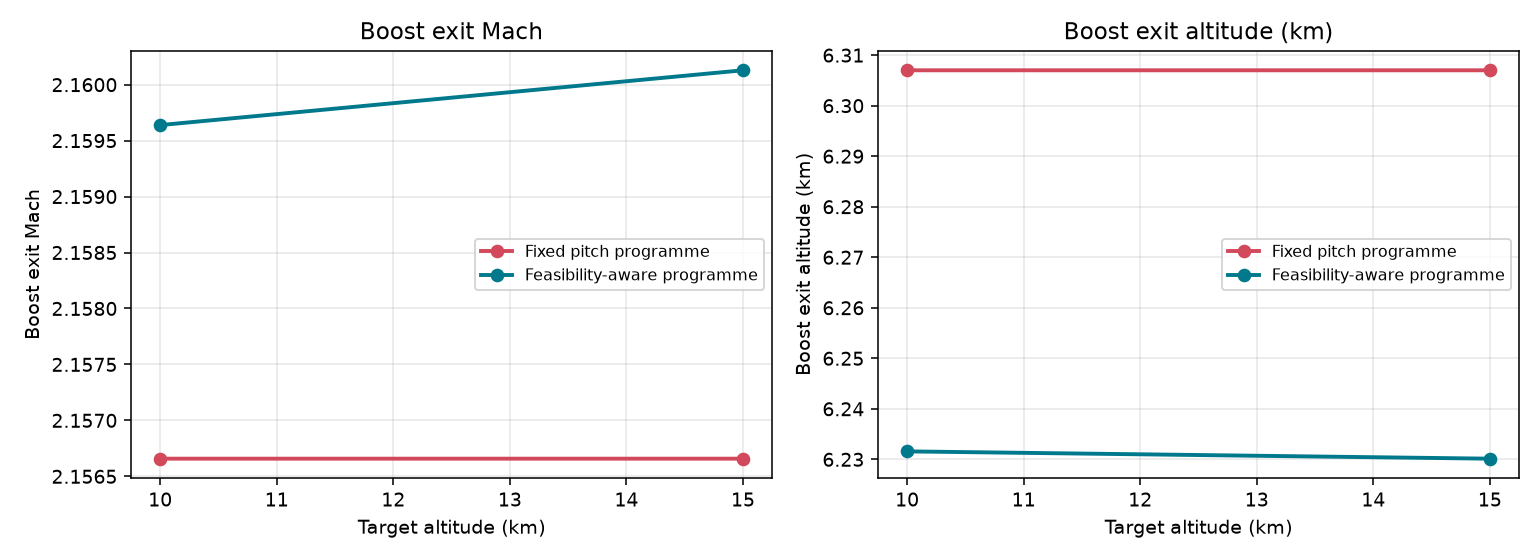 Boost exit Mach
Boost exit Mach
2.1600
2.1595
2.1590
2.1585
2.1580
2.1575
2.1570
2.1565
Fixed pitch programme
Feasibility-aware programme
10 11 12 13 14 15
Target altitude (km)
Boost exit altitude (km)
Boost exit altitude (km)
6.31
6.30
6.29
6.28
6.27
6.26
6.25
6.24
6.23
Fixed pitch programme
Feasibility-aware programme
10 11 12 13 14 15
Target altitude (km)